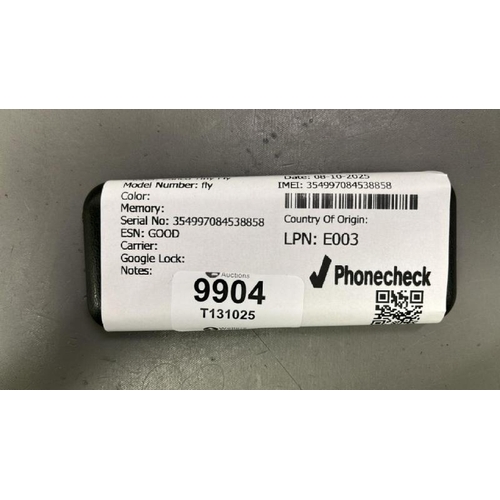 Date: 08-10-2025
Model Number: fly
IMEI: 354997084538858
Color:
Memory:
Serial No: 354997084538858
Country Of Origin:
ESN: GOOD
LPN: E003
Carrier:
Google Lock:
Notes:
Phonecheck
Auctions
9904
T131025